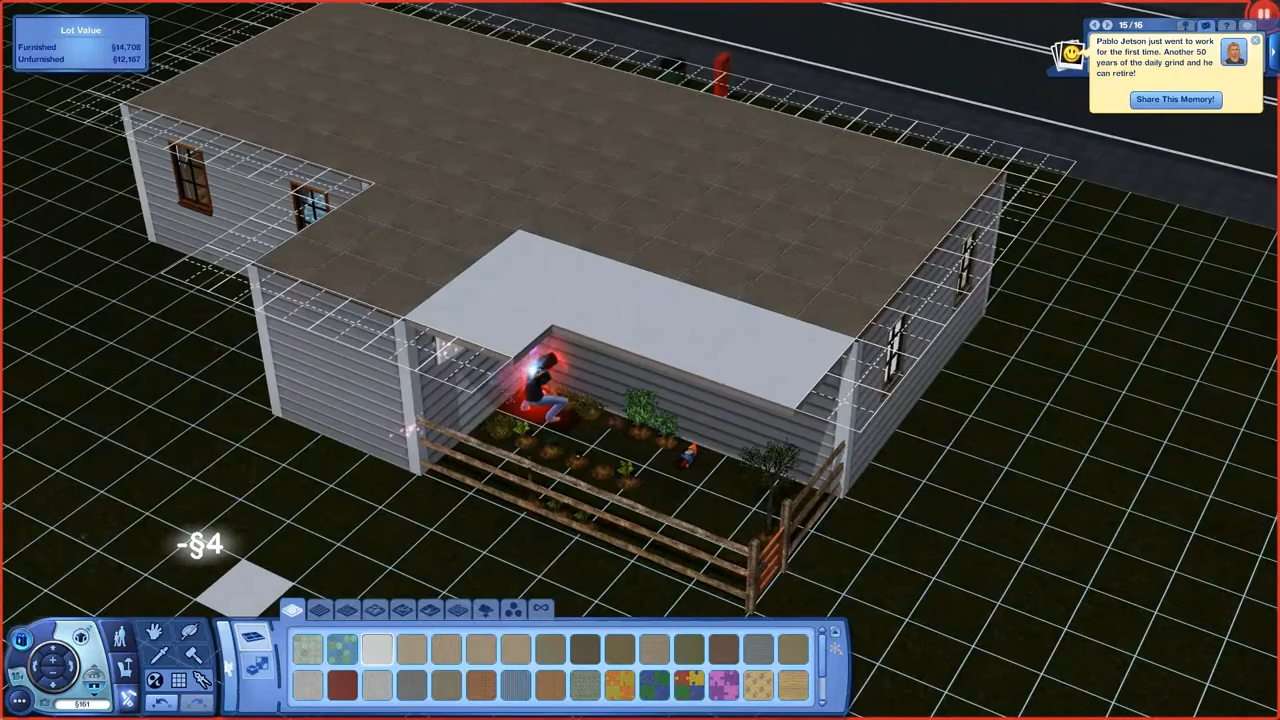 Lot Value
Furnished §14,708
Unfurnished §12,167
15/16
Pablo Jetson just went to work
for the first time. Another 50
years of the daily grind and he
can retire!
Share This Memory!
-§4
?
§161